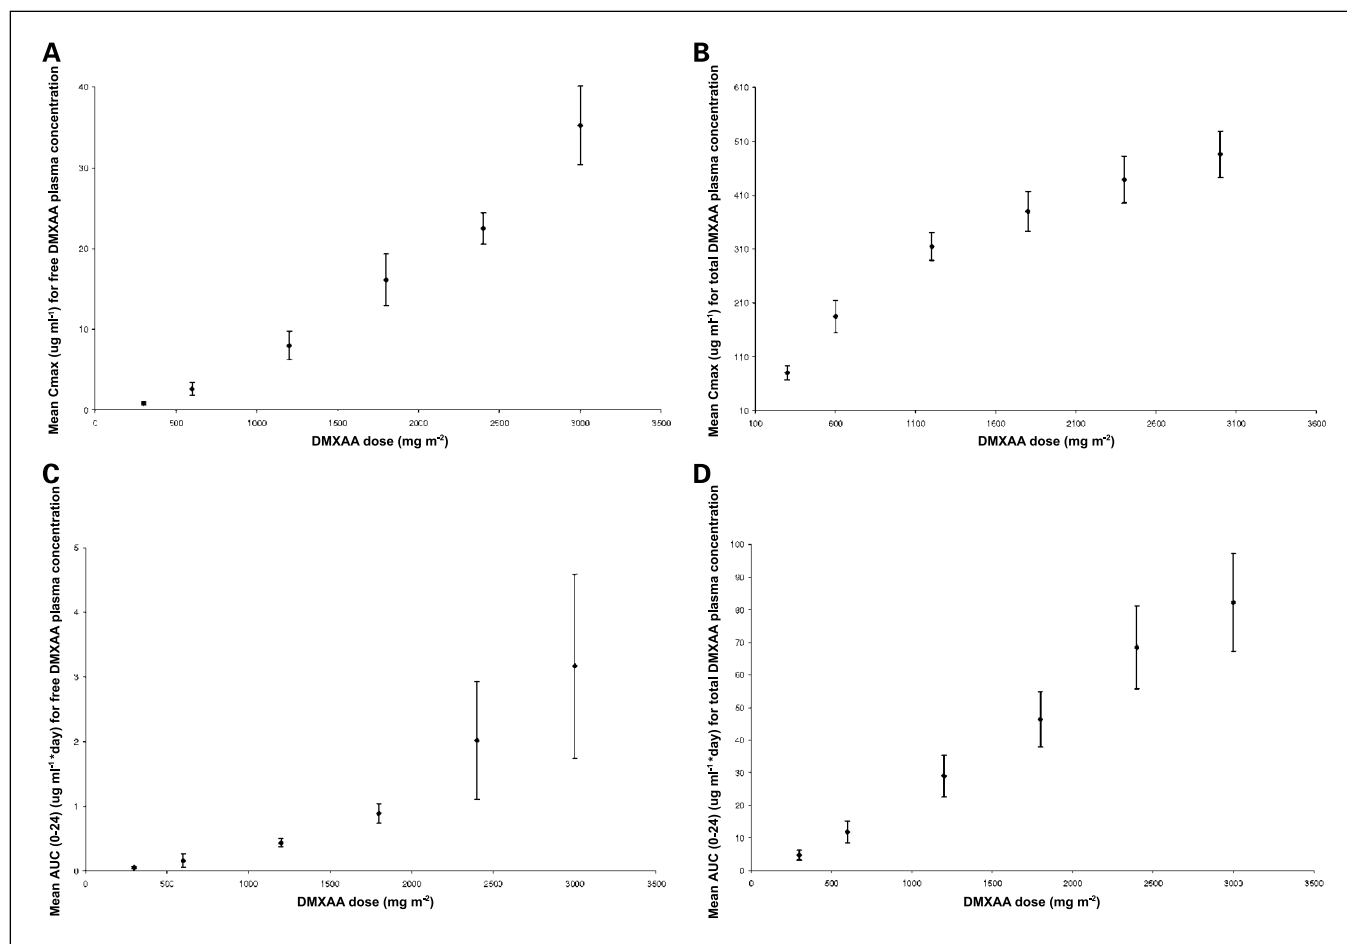 A
Mean Cmax (ug ml-1) for free DMXAA plasma concentration
40
30
20
10
0
0 500 1000 1500 2000 2500 3000 3500
DMXAA dose (mg m-2)
B
Mean Cmax (ug ml-1) for total DMXAA plasma concentration
610
510
410
310
210
110
10
100 600 1100 1600 2100 2600 3100 3600
DMXAA dose (mg m-2)
C
Mean AUC (0-24) (ug ml-1 *day) for free DMXAA plasma concentration
5
4
3
2
1
0
0 500 1000 1500 2000 2500 3000 3500
DMXAA dose (mg m-2)
D
Mean AUC (0-24) (ug ml-1 *day) for total DMXAA plasma concentration
100
90
80
70
60
50
40
30
20
10
0
0 500 1000 1500 2000 2500 3000 3500
DMXAA dose (mg m-2)